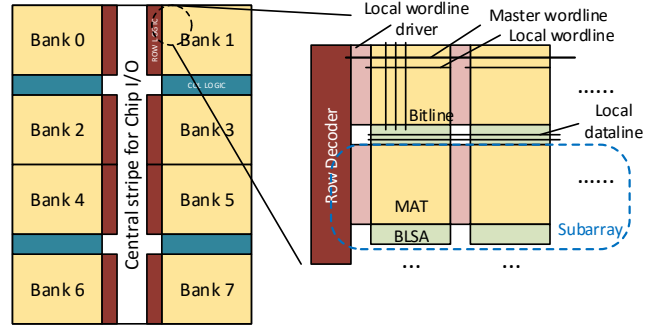 Bank 0
ROW LOGIC
Bank 1
COL LOGIC
Bank 2
Bank 3
Central stripe for Chip I/O
Bank 4
Bank 5
Bank 6
Bank 7
Local wordline
driver
Master wordline
Local wordline
......
Bitline
Local
dataline
Row Decoder
......
MAT
Subarray
BLSA
...
...